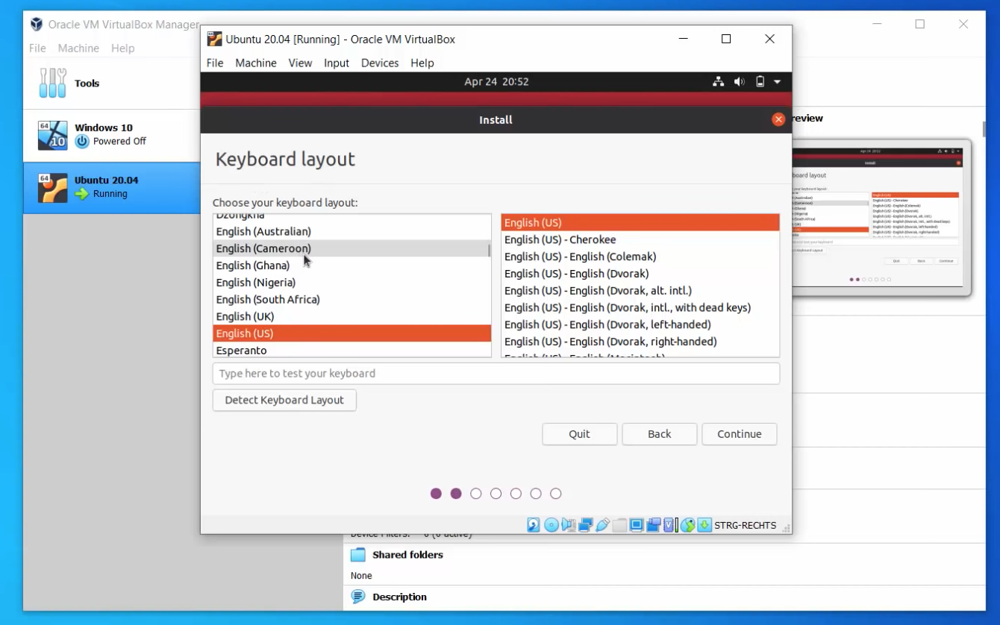 Oracle VM VirtualBox Manager
File Machine Help
Tools
64
10
Windows 10
Powered Off
64
Ubuntu 20.04
Running
Ubuntu 20.04 [Running] - Oracle VM VirtualBox
File Machine View Input Devices Help
Apr 24 20:52
Install
Keyboard layout
Choose your keyboard layout:
Dzongkha
English (Australian)
English (Cameroon)
English (Ghana)
English (Nigeria)
English (South Africa)
English (UK)
English (US)
Esperanto
English (US)
English (US) - Cherokee
English (US) - English (Colemak)
English (US) - English (Dvorak)
English (US) - English (Dvorak, alt. intl.)
English (US) - English (Dvorak, intl., with dead keys)
English (US) - English (Dvorak, left-handed)
English (US) - English (Dvorak, right-handed)
English (US) - English (Macintosh)
Type here to test your keyboard
Detect Keyboard Layout
Quit Back Continue
STRG-RECHTS
review
Device Filters: 0 (0 active)
Shared folders
None
Description